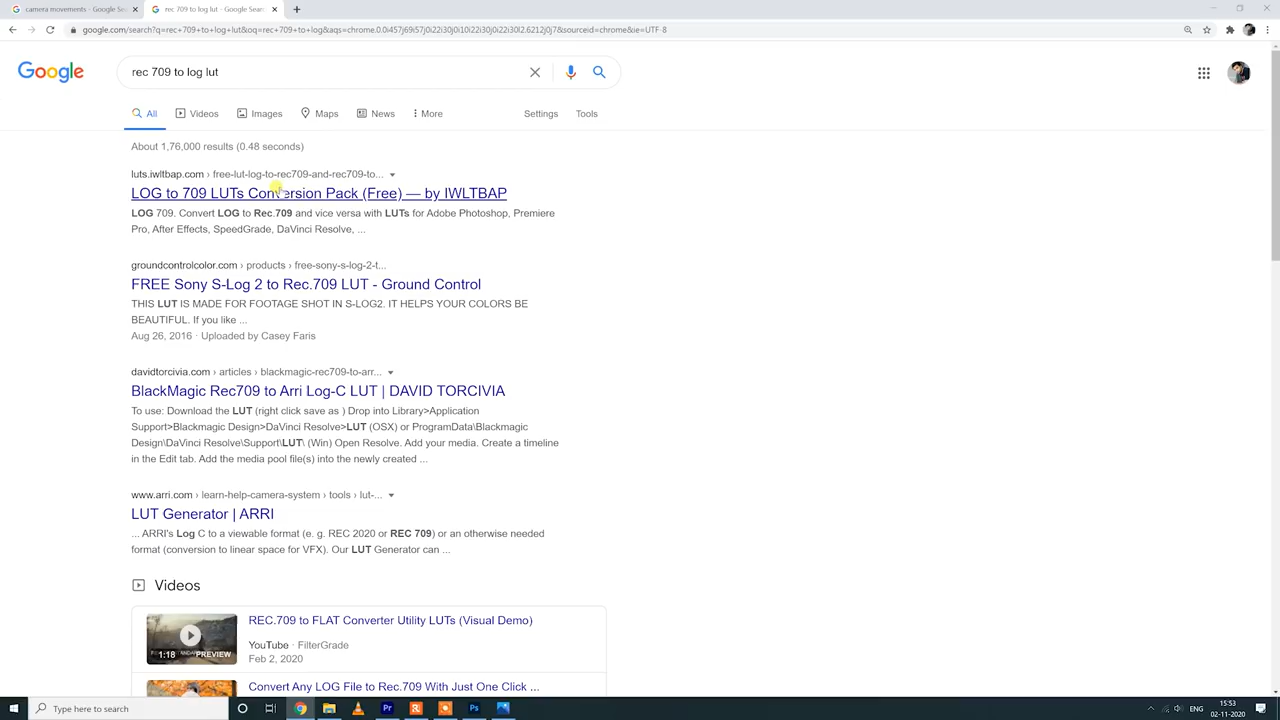 camera movements - Google Se
rec 709 to log lut - Google Sear
google.com/search?q=rec+709+to+log+lut&oq=rec+709+to+log&aqs=chrome.0.0i457j69i57j0i22i30j0i10i22i30j0i22i30l2.6212j0j7&sourceid=chrome&ie=UTF-8
Google
rec 709 to log lut
All
Videos
Images
Maps
News
More
Settings
Tools
About 1,76,000 results (0.48 seconds)
luts.iwltbap.com › free-lut-log-to-rec709-and-rec709-to...
LOG to 709 LUTs Conversion Pack (Free) — by IWLTBAP
LOG 709. Convert LOG to Rec.709 and vice versa with LUTs for Adobe Photoshop, Premiere
Pro, After Effects, SpeedGrade, DaVinci Resolve, ...
groundcontrolcolor.com › products › free-sony-s-log-2-t...
FREE Sony S-Log 2 to Rec.709 LUT - Ground Control
THIS LUT IS MADE FOR FOOTAGE SHOT IN S-LOG2. IT HELPS YOUR COLORS BE
BEAUTIFUL. If you like ...
Aug 26, 2016 · Uploaded by Casey Faris
davidtorcivia.com › articles › blackmagic-rec709-to-arr...
BlackMagic Rec709 to Arri Log-C LUT | DAVID TORCIVIA
To use: Download the LUT (right click save as ) Drop into Library>Application
Support>Blackmagic Design>DaVinci Resolve>LUT (OSX) or ProgramData\Blackmagic
Design\DaVinci Resolve\Support\LUT\ (Win) Open Resolve. Add your media. Create a timeline
in the Edit tab. Add the media pool file(s) into the newly created ...
www.arri.com › learn-help-camera-system › tools › lut-...
LUT Generator | ARRI
... ARRI's Log C to a viewable format (e. g. REC 2020 or REC 709) or an otherwise needed
format (conversion to linear space for VFX). Our LUT Generator can ...
Videos
REC.709 to FLAT Converter Utility LUTs (Visual Demo)
YouTube · FilterGrade
Feb 2, 2020
1:18 PREVIEW
Convert Any LOG File to Rec.709 With Just One Click ...
Type here to search
Pr
Ps
ENG
15:53
02-11-2020